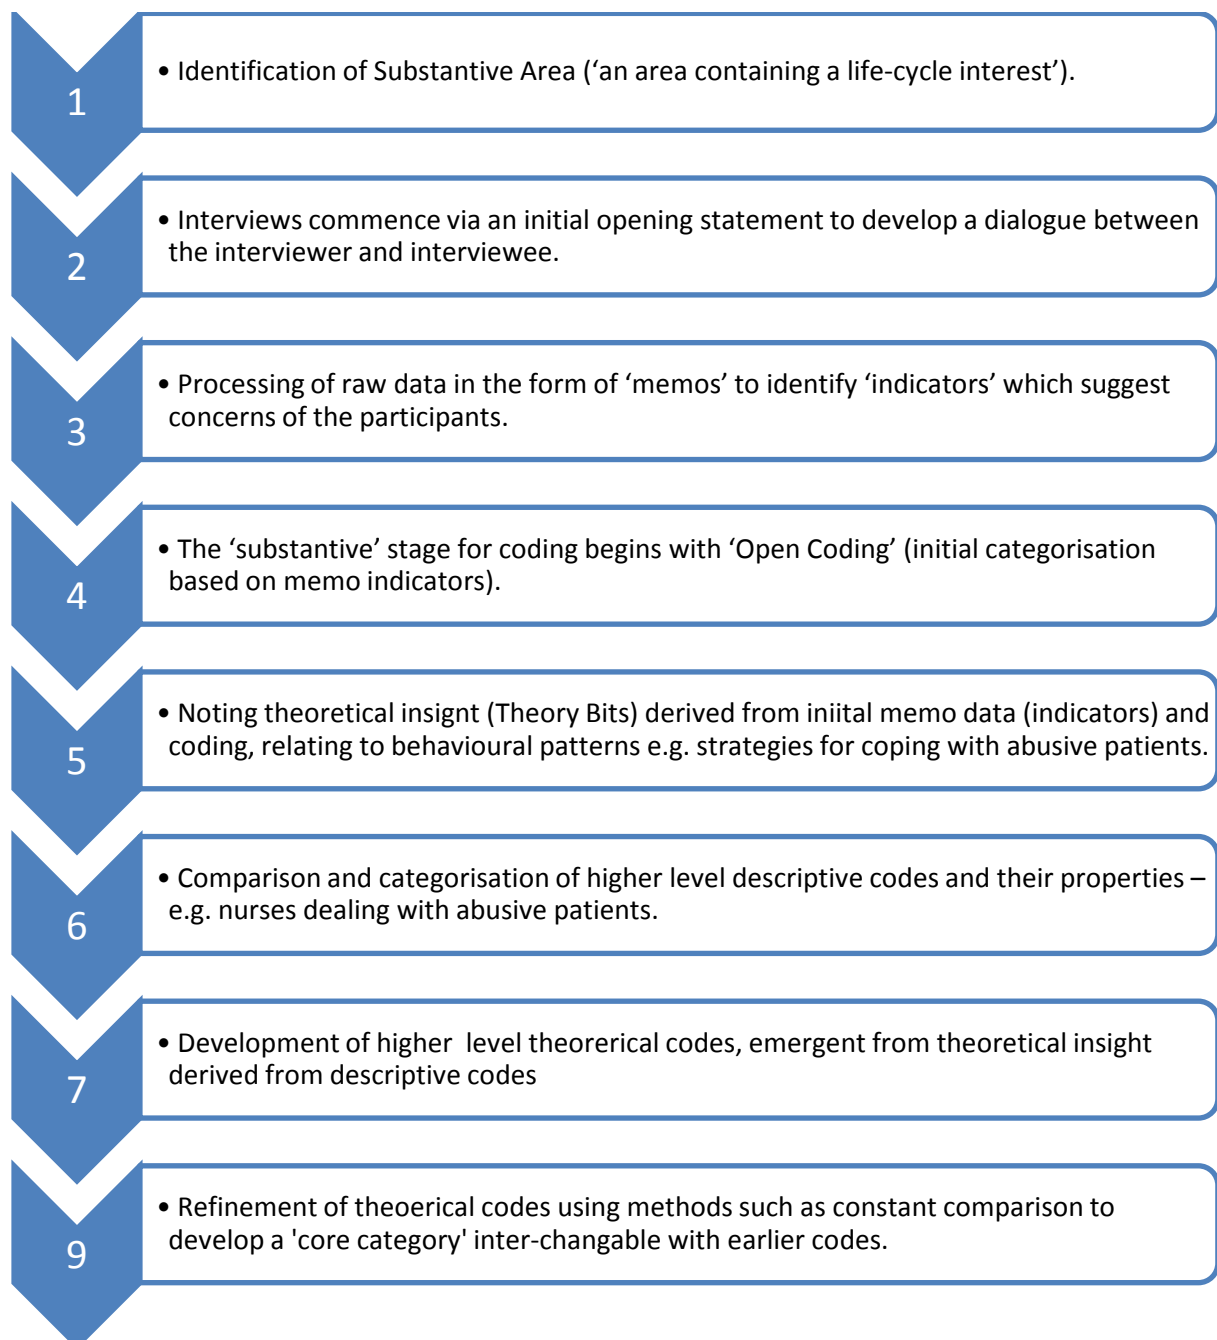 1
• Identification of Substantive Area (‘an area containing a life-cycle interest’).
2
• Interviews commence via an initial opening statement to develop a dialogue between
the interviewer and interviewee.
3
• Processing of raw data in the form of ‘memos’ to identify ‘indicators’ which suggest
concerns of the participants.
4
• The ‘substantive’ stage for coding begins with ‘Open Coding’ (initial categorisation
based on memo indicators).
5
• Noting theoretical insignt (Theory Bits) derived from iniital memo data (indicators) and
coding, relating to behavioural patterns e.g. strategies for coping with abusive patients.
6
• Comparison and categorisation of higher level descriptive codes and their properties –
e.g. nurses dealing with abusive patients.
7
• Development of higher  level theorerical codes, emergent from theoretical insight
derived from descriptive codes
9
• Refinement of theoerical codes using methods such as constant comparison to
develop a 'core category' inter-changable with earlier codes.